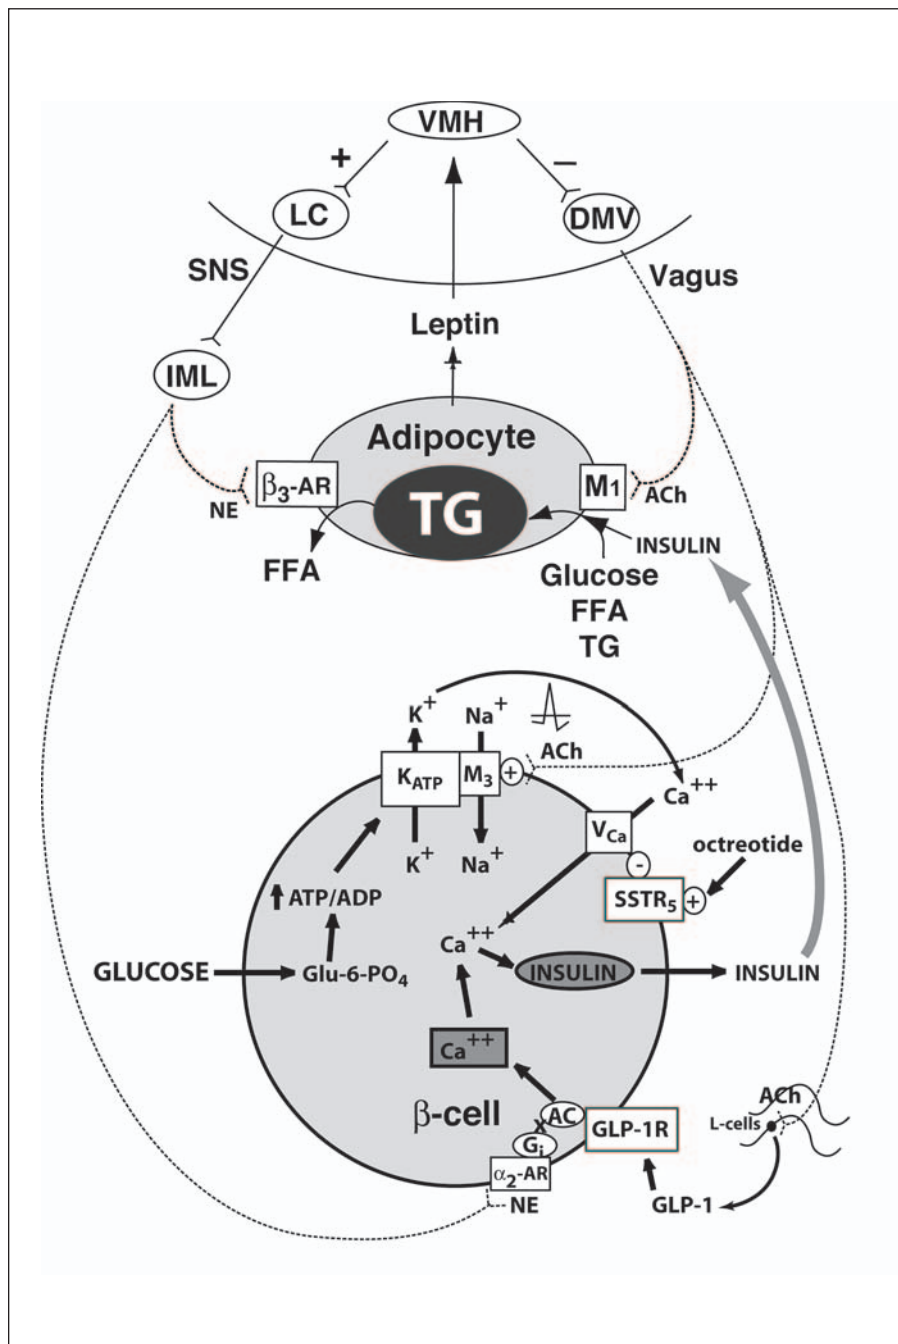 VMH
+
−
LC
DMV
SNS
Vagus
Leptin
IML
Adipocyte
β3-AR
TG
M1
NE
ACh
FFA
INSULIN
Glucose
FFA
TG
K+
Na+
ACh
KATP
M3
+
Ca++
VCa
K+
Na+
-
octreotide
SSTR5
+
ATP/ADP
Ca++
GLUCOSE
Glu-6-PO4
INSULIN
INSULIN
Ca++
β-cell
AC
X
Gi
GLP-1R
ACh
L-cells
α2-AR
NE
GLP-1